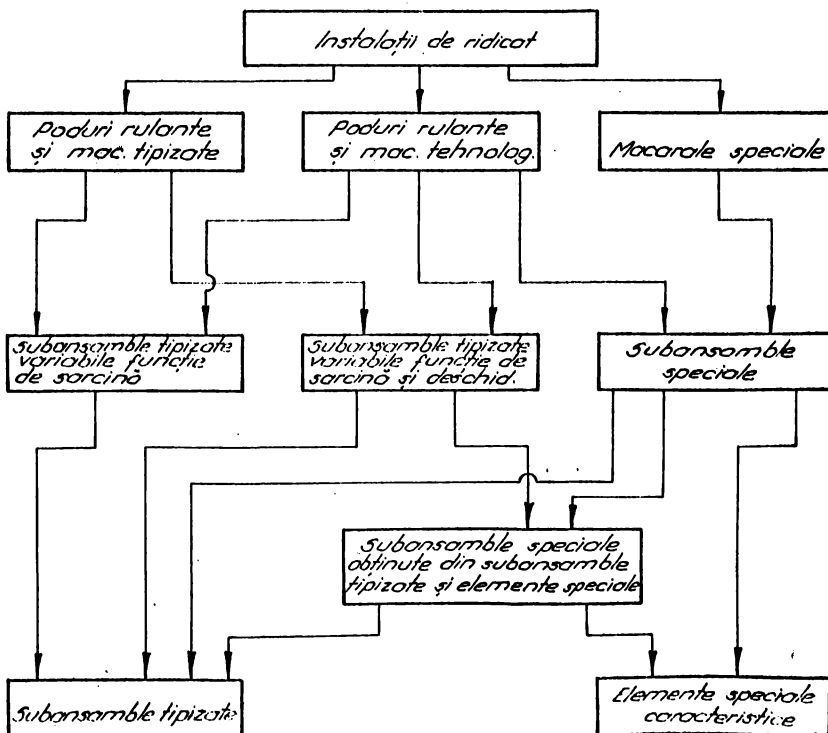 Instalații de ridicat
Poduri rulante
și mac. tipizate
Poduri rulante
și mac. tehnolog.
Macarale speciale
Subansamble tipizate
variabile funcție
de sarcină
Subansamble tipizate
variabile funcție de
sarcină și deschid.
Subansamble
speciale
Subansamble speciale
obținute din subansamble
tipizate și elemente speciale
Subansamble tipizate
Elemente speciale
caracteristice